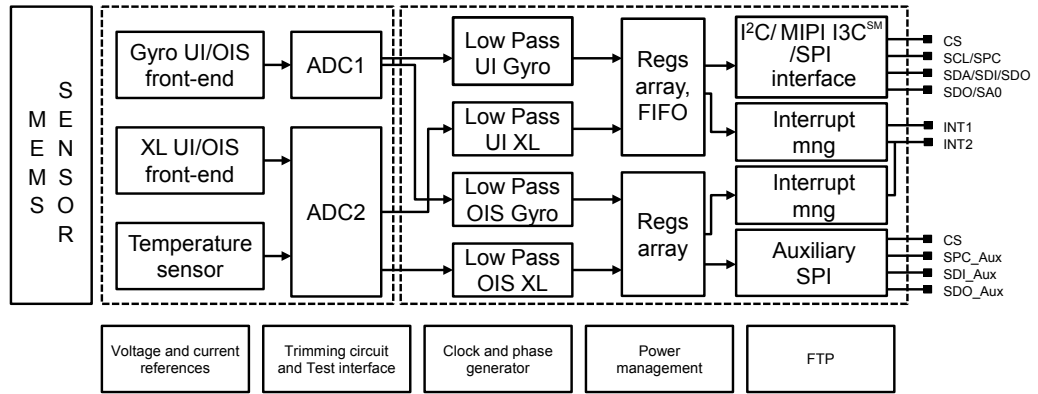 MEMS
SENSOR
Gyro UI/OIS
front-end
XL UI/OIS
front-end
Temperature
sensor
ADC1
ADC2
Low Pass
UI Gyro
Low Pass
UI XL
Low Pass
OIS Gyro
Low Pass
OIS XL
Regs
array,
FIFO
Regs
array
I²C/ MIPI I3C℠
/SPI
interface
Interrupt
mng
Interrupt
mng
Auxiliary
SPI
CS
SCL/SPC
SDA/SDI/SDO
SDO/SA0
INT1
INT2
CS
SPC_Aux
SDI_Aux
SDO_Aux
Voltage and current
references
Trimming circuit
and Test interface
Clock and phase
generator
Power
management
FTP